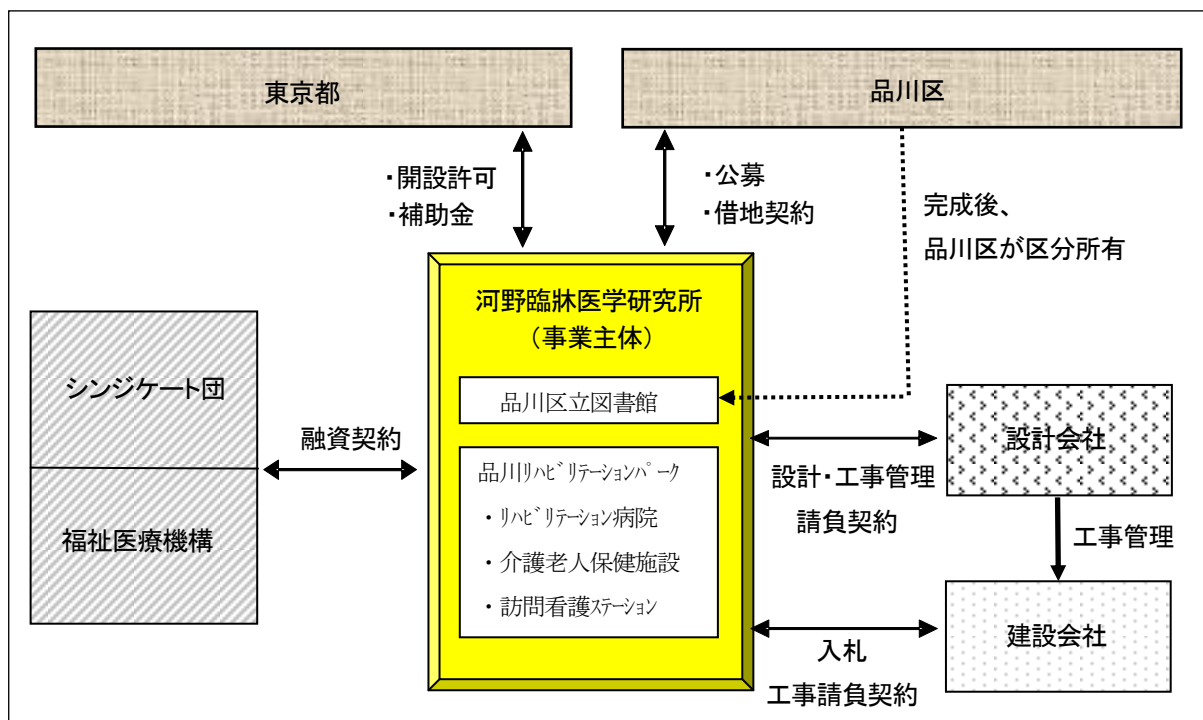 東京都
品川区
・開設許可
・補助金
・公募
・借地契約
完成後、
品川区が区分所有
河野臨牀医学研究所
（事業主体）
品川区立図書館
品川ﾘﾊﾋﾞﾘﾃｰｼｮﾝﾊﾟｰｸ
・ﾘﾊﾋﾞﾘﾃｰｼｮﾝ病院
・介護老人保健施設
・訪問看護ｽﾃｰｼｮﾝ
シンジケート団
福祉医療機構
融資契約
設計会社
設計・工事管理
請負契約
工事管理
建設会社
入札
工事請負契約